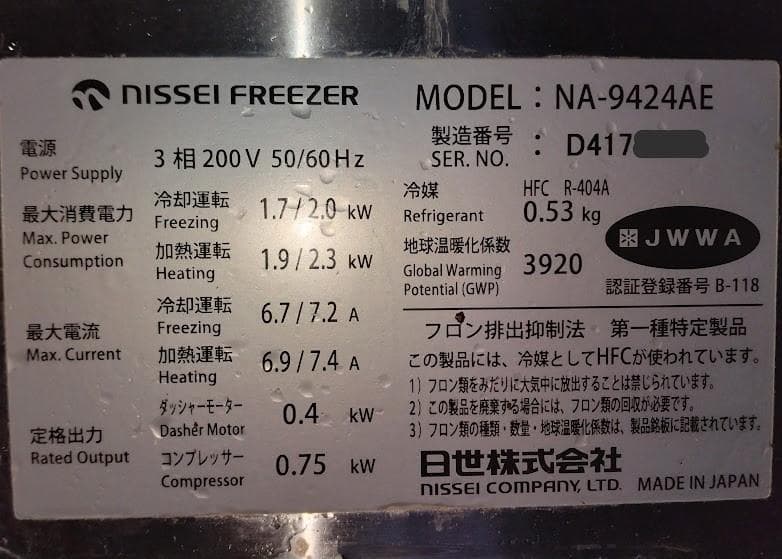 NISSEI FREEZER
MODEL : NA-9424AE
製造番号
SER. NO. : D417
電源
Power Supply
3 相 200V 50/60Hz
最大消費電力
Max. Power
Consumption
冷却運転
Freezing
1.7/2.0 kW
加熱運転
Heating
1.9/2.3 kW
最大電流
Max. Current
冷却運転
Freezing
6.7/7.2 A
加熱運転
Heating
6.9/7.4 A
定格出力
Rated Output
ダッシャーモーター
Dasher Motor
0.4 kW
コンプレッサー
Compressor
0.75 kW
冷媒
Refrigerant
HFC R-404A
0.53 kg
地球温暖化係数
Global Warming
Potential (GWP)
3920
JWWA
認証登録番号 B-118
フロン排出抑制法 第一種特定製品
この製品には、冷媒としてHFCが使われています。
1) フロン類をみだりに大気中に放出することは禁じられています。
2) この製品を廃棄する場合には、フロン類の回収が必要です。
3) フロン類の種類・数量・地球温暖化係数は、製品銘板に記載されています。
日世株式会社
NISSEI COMPANY, LTD. MADE IN JAPAN